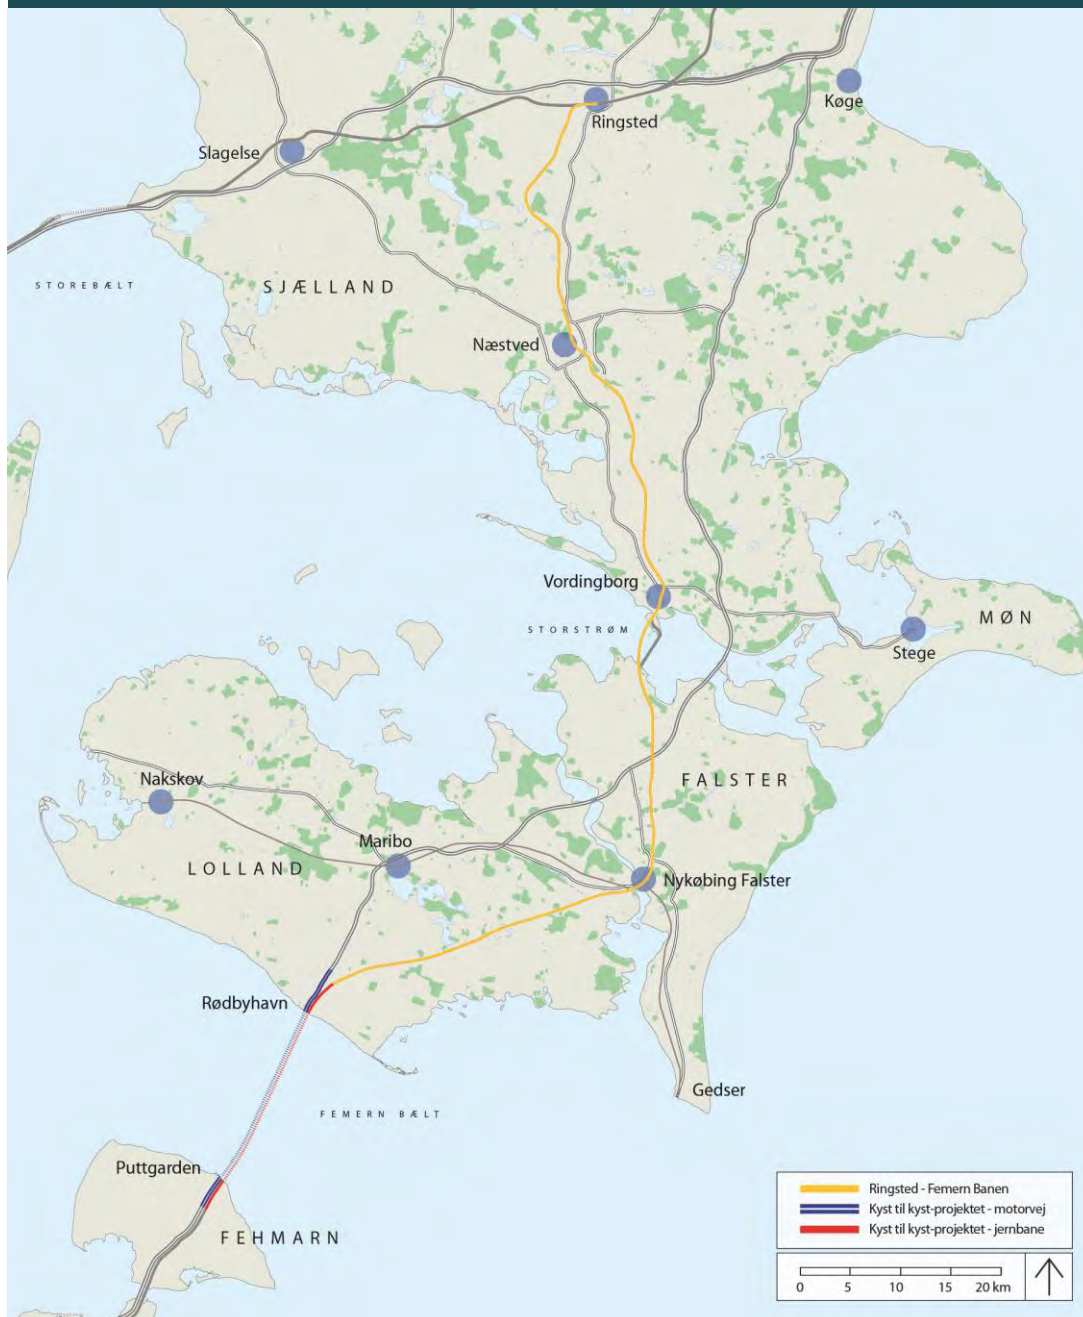 Køge
Ringsted
Slagelse
STOREBÆLT
SJÆLLAND
Næstved
Vordingborg
MØN
STORSTRØM
Stege
Nakskov
FALSTER
Maribo
LOLLAND
Nykøbing Falster
Rødbyhavn
Gedser
FEMERN BÆLT
Puttgarden
FEHMARN
Ringsted - Femern Banen
Kyst til kyst-projektet - motorvej
Kyst til kyst-projektet - jernbane
0 5 10 15 20 km